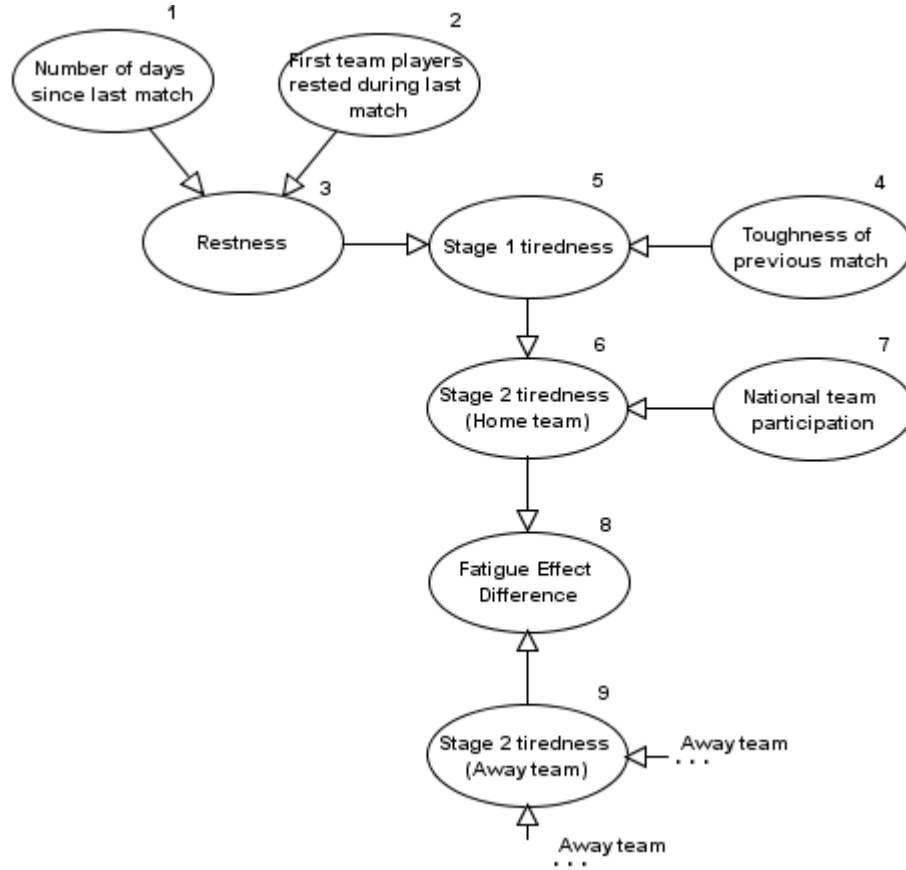 1
Number of days
since last match
2
First team players
rested during last
match
3
Restness
5
Stage 1 tiredness
4
Toughness of
previous match
6
Stage 2 tiredness
(Home team)
7
National team
participation
8
Fatigue Effect
Difference
9
Stage 2 tiredness
(Away team)
Away team
. . .
Away team
. . .